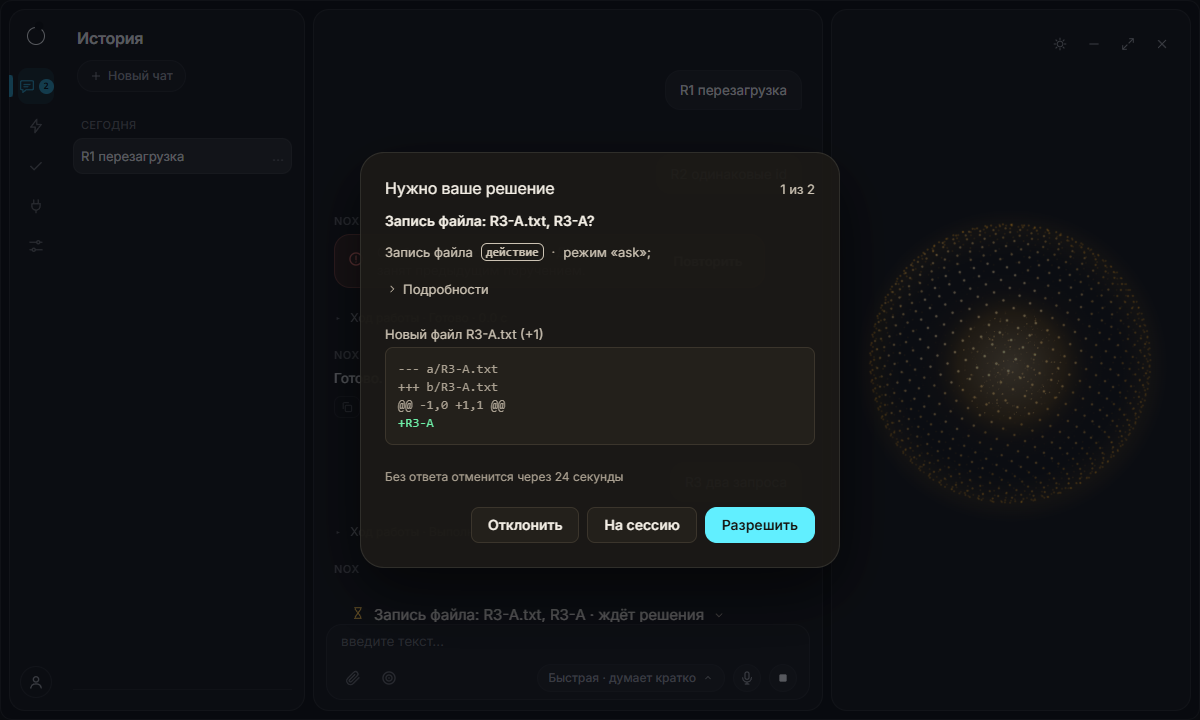 История
2
+ Новый чат
СЕГОДНЯ
R1 перезагрузка
...
R1 перезагрузка
NOX
Нужно ваше решение
1 из 2
Запись файла: R3-A.txt, R3-A?
Запись файла действие · режим «ask»;
Подробности
Новый файл R3-A.txt (+1)
--- a/R3-A.txt
+++ b/R3-A.txt
@@ -1,0 +1,1 @@
+R3-A
Без ответа отменится через 24 секунды
Отклонить
На сессию
Разрешить
NOX
Гото
NOX
Запись файла: R3-A.txt, R3-A · ждёт решения
введите текст...
Быстрая · думает кратко